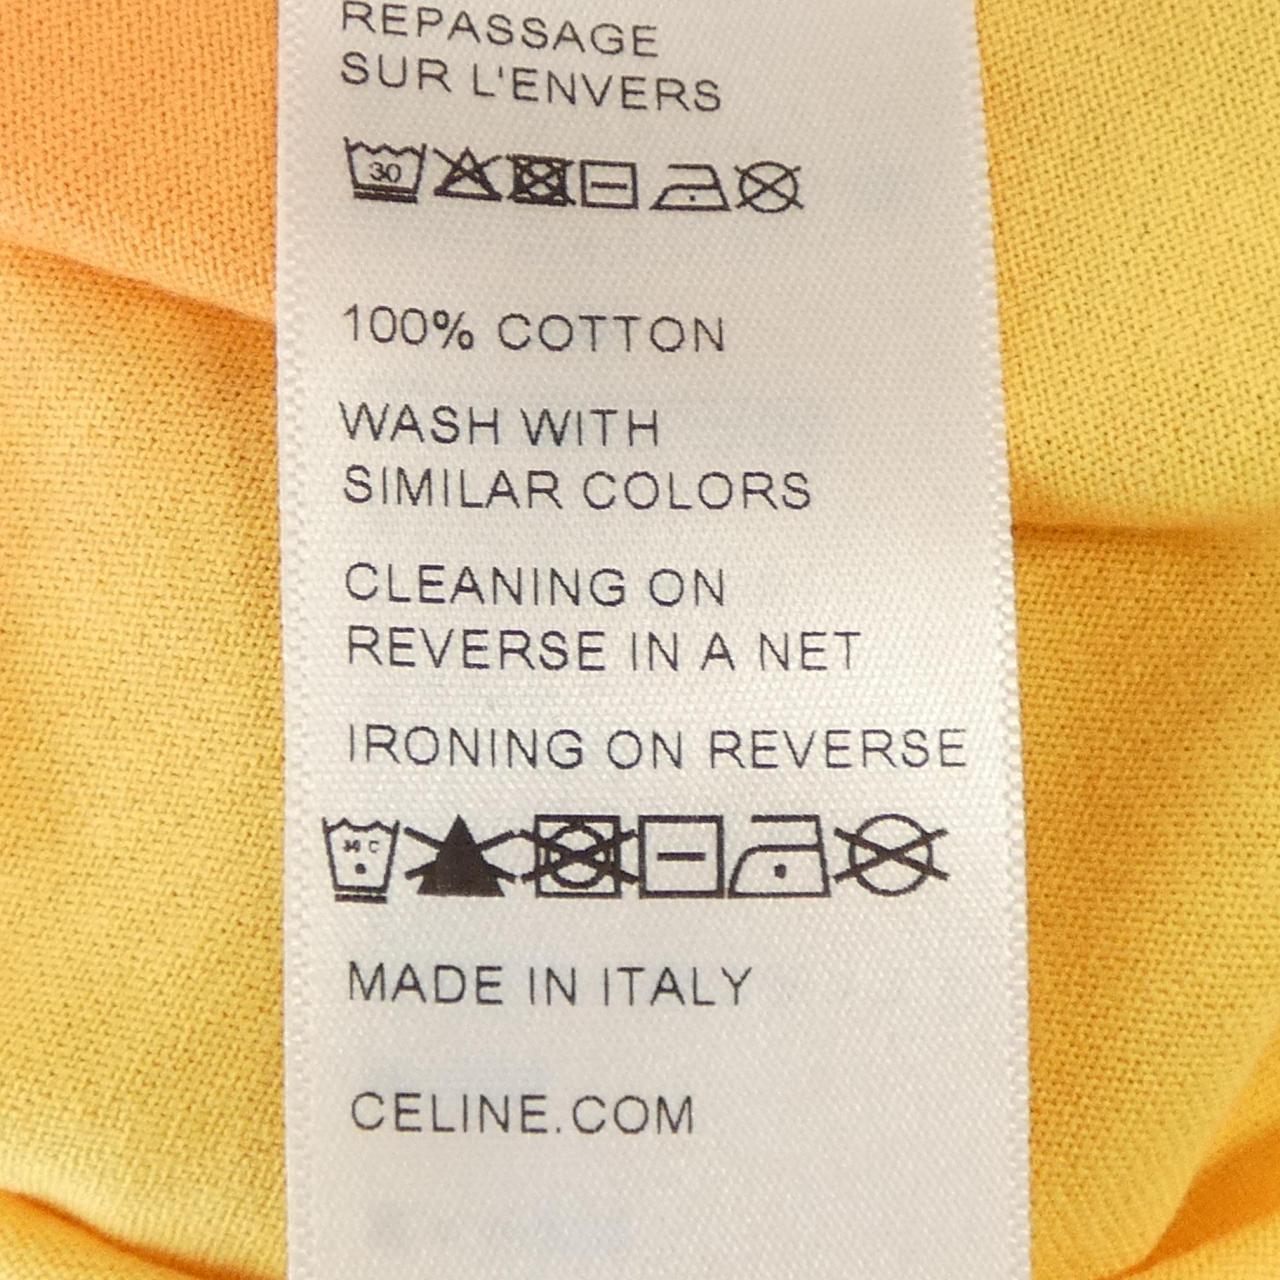 REPASSAGE
SUR L'ENVERS
30
100% COTTON
WASH WITH
SIMILAR COLORS
CLEANING ON
REVERSE IN A NET
IRONING ON REVERSE
30 C
MADE IN ITALY
CELINE.COM